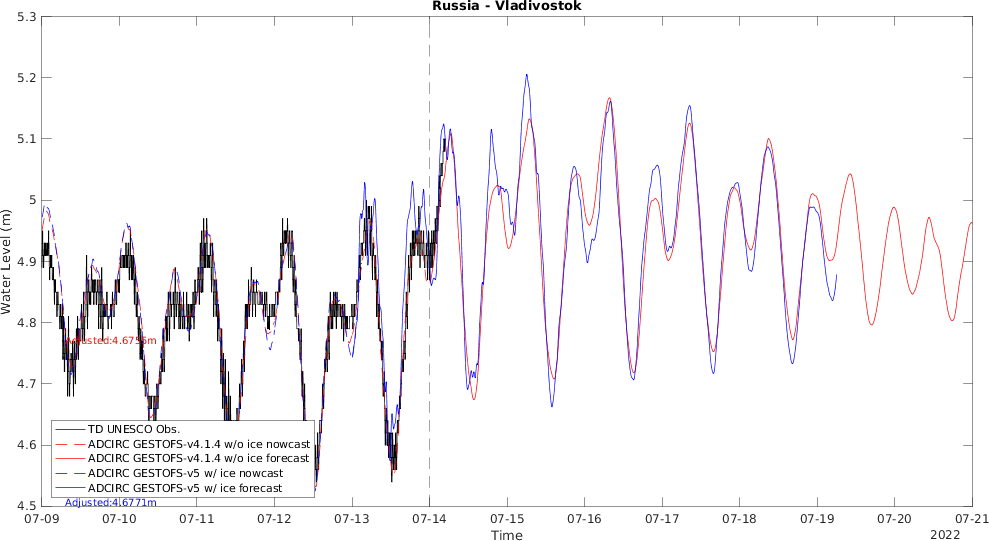 Russia - Vladivostok
5.3
5.2
5.1
5
4.9
4.8
4.7
4.6
4.5
Water Level (m)
Adjusted:4.6755m
TD UNESCO Obs.
ADCIRC GESTOFS-v4.1.4 w/o ice nowcast
ADCIRC GESTOFS-v4.1.4 w/o ice forecast
ADCIRC GESTOFS-v5 w/ ice nowcast
ADCIRC GESTOFS-v5 w/ ice forecast
Adjusted:4.6771m
07-09 07-10 07-11 07-12 07-13 07-14 07-15 07-16 07-17 07-18 07-19 07-20 07-21
Time
2022